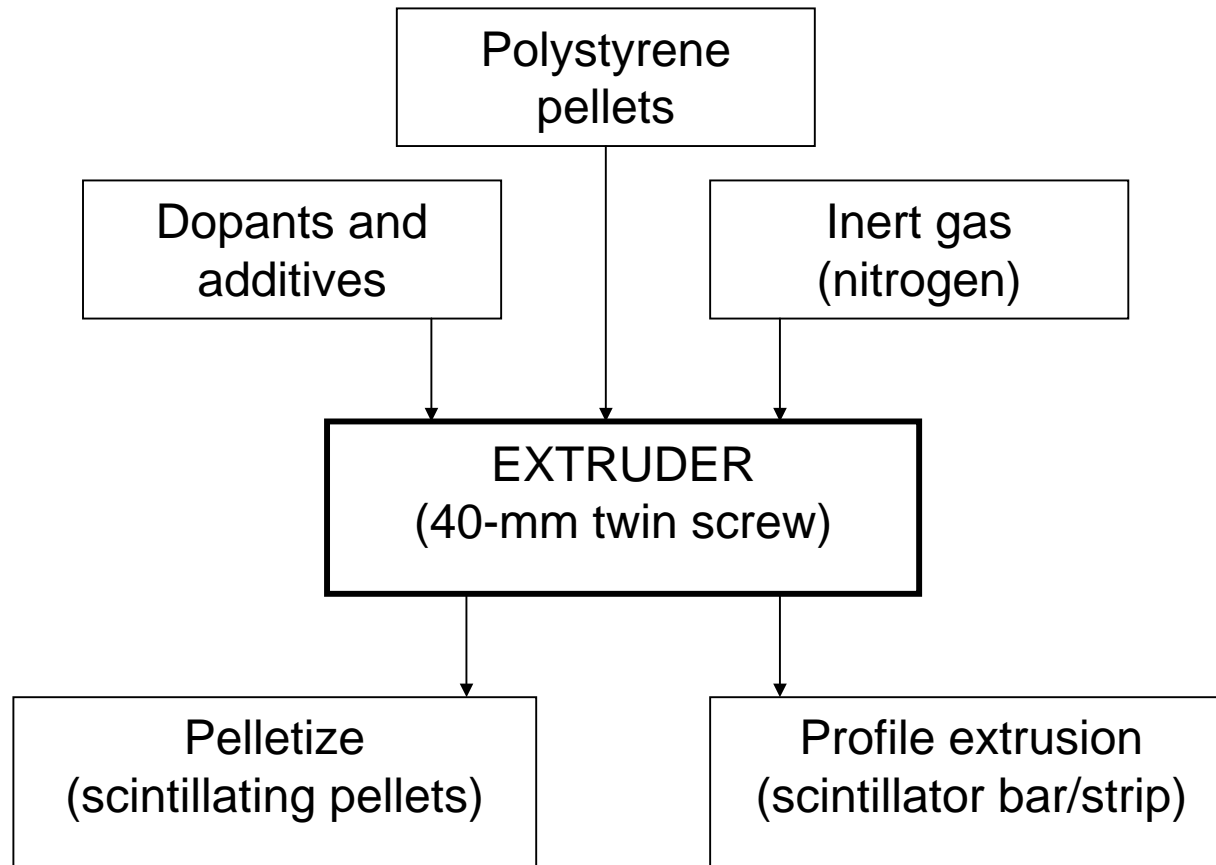 Polystyrene
pellets
Dopants and
additives
Inert gas
(nitrogen)
EXTRUDER
(40-mm twin screw)
Pelletize
(scintillating pellets)
Profile extrusion
(scintillator bar/strip)